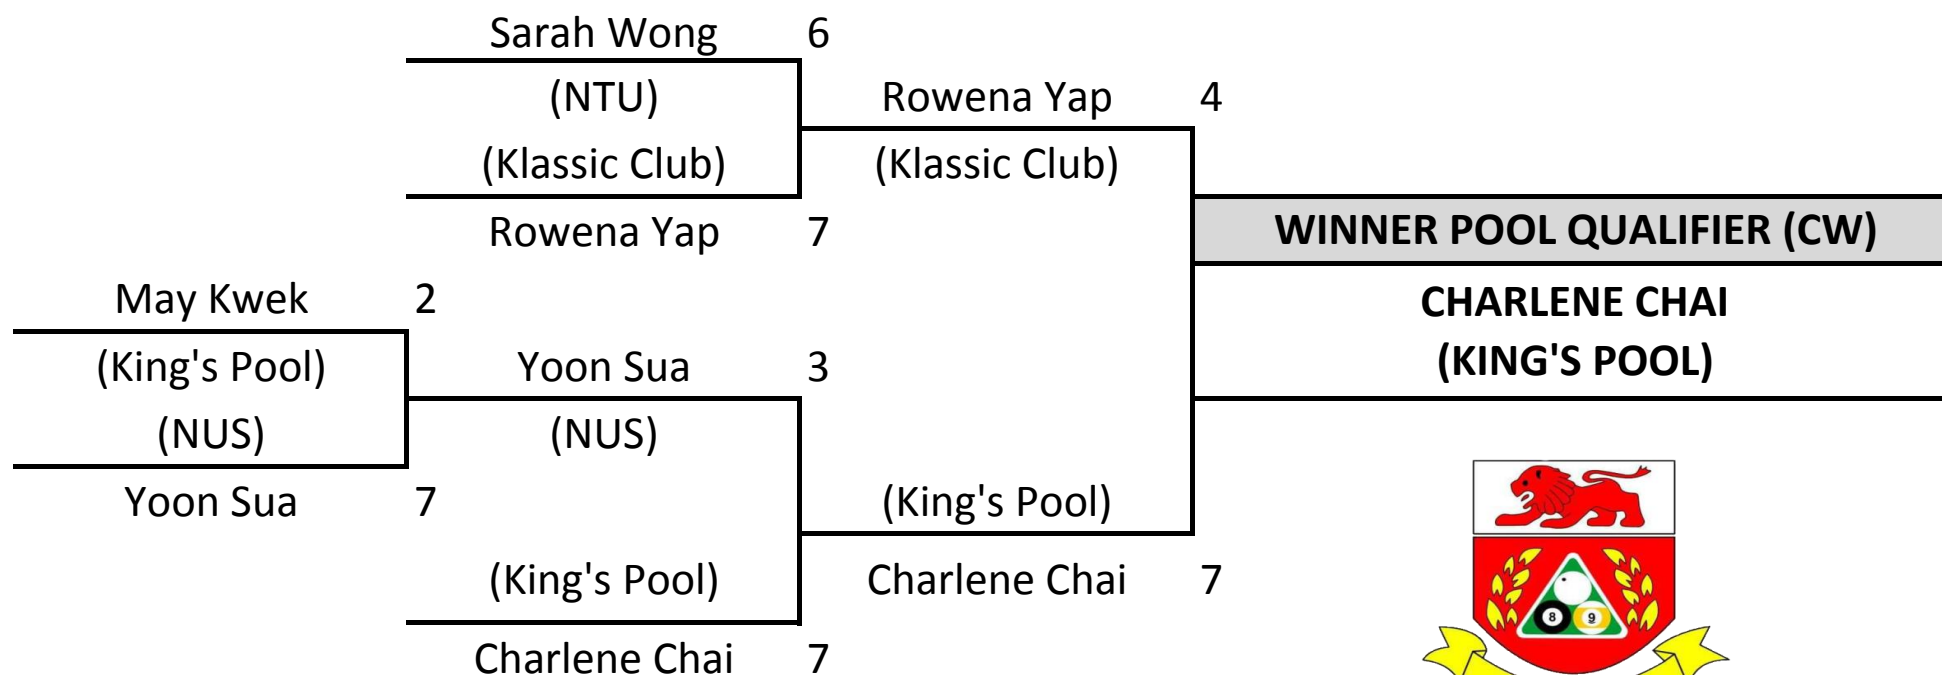 Sarah Wong 6
(NTU)
Rowena Yap 4
(Klassic Club)
(Klassic Club)
Rowena Yap 7
WINNER POOL QUALIFIER (CW)
May Kwek 2
CHARLENE CHAI
(King's Pool)
Yoon Sua 3
(KING'S POOL)
(NUS)
(NUS)
Yoon Sua 7
(King's Pool)
(King's Pool)
Charlene Chai 7
Charlene Chai 7
8 9